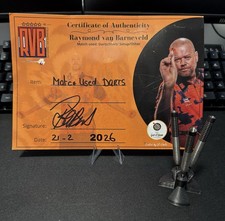 RVB
Certificate of Authenticity
Raymond van Barneveld
Item: Match Used Darts
Signature:
Date: 21-2 2026